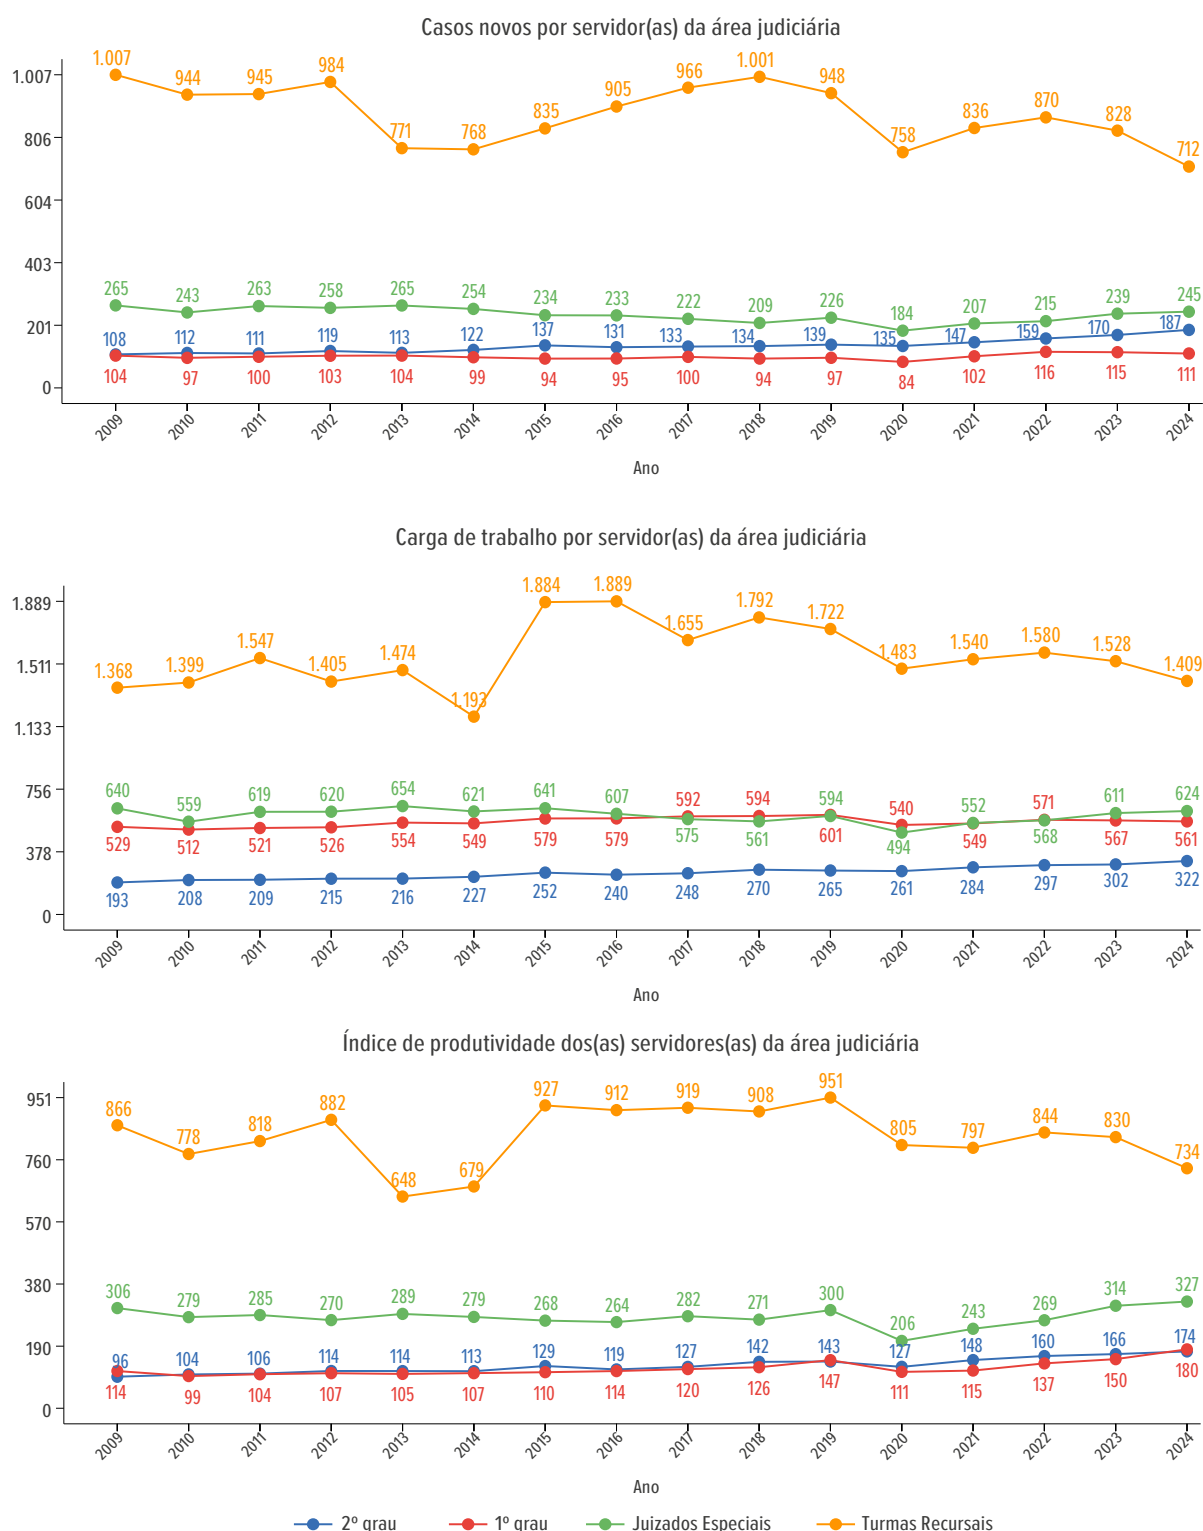 Casos novos por servidor(as) da área judiciária
1.007 944 945 984 771 768 835 905 966 1.001 948 758 836 870 828 712
265 243 263 258 265 254 234 233 222 209 226 184 207 215 239 245
108 112 111 119 113 122 137 131 133 134 139 135 147 159 170 187
104 97 100 103 104 99 94 95 100 94 97 84 102 116 115 111
1.007
806
604
403
201
0
2009 2010 2011 2012 2013 2014 2015 2016 2017 2018 2019 2020 2021 2022 2023 2024
Ano
Carga de trabalho por servidor(as) da área judiciária
1.368 1.399 1.547 1.405 1.474 1.193 1.884 1.889 1.655 1.792 1.722 1.483 1.540 1.580 1.528 1.409
640 559 619 620 654 621 641 607 575 561 594 494 552 568 611 624
529 512 521 526 554 549 579 579 592 594 601 540 549 571 567 561
193 208 209 215 216 227 252 240 248 270 265 261 284 297 302 322
1.889
1.511
1.133
756
378
0
2009 2010 2011 2012 2013 2014 2015 2016 2017 2018 2019 2020 2021 2022 2023 2024
Ano
Índice de produtividade dos(as) servidores(as) da área judiciária
866 778 818 882 648 679 927 912 919 908 951 805 797 844 830 734
306 279 285 270 289 279 268 264 282 271 300 206 243 269 314 327
96 104 106 114 114 113 129 119 127 142 143 127 148 160 166 174
114 99 104 107 105 107 110 114 120 126 147 111 115 137 150 180
951
760
570
380
190
0
2009 2010 2011 2012 2013 2014 2015 2016 2017 2018 2019 2020 2021 2022 2023 2024
Ano
2º grau 1º grau Juizados Especiais Turmas Recursais